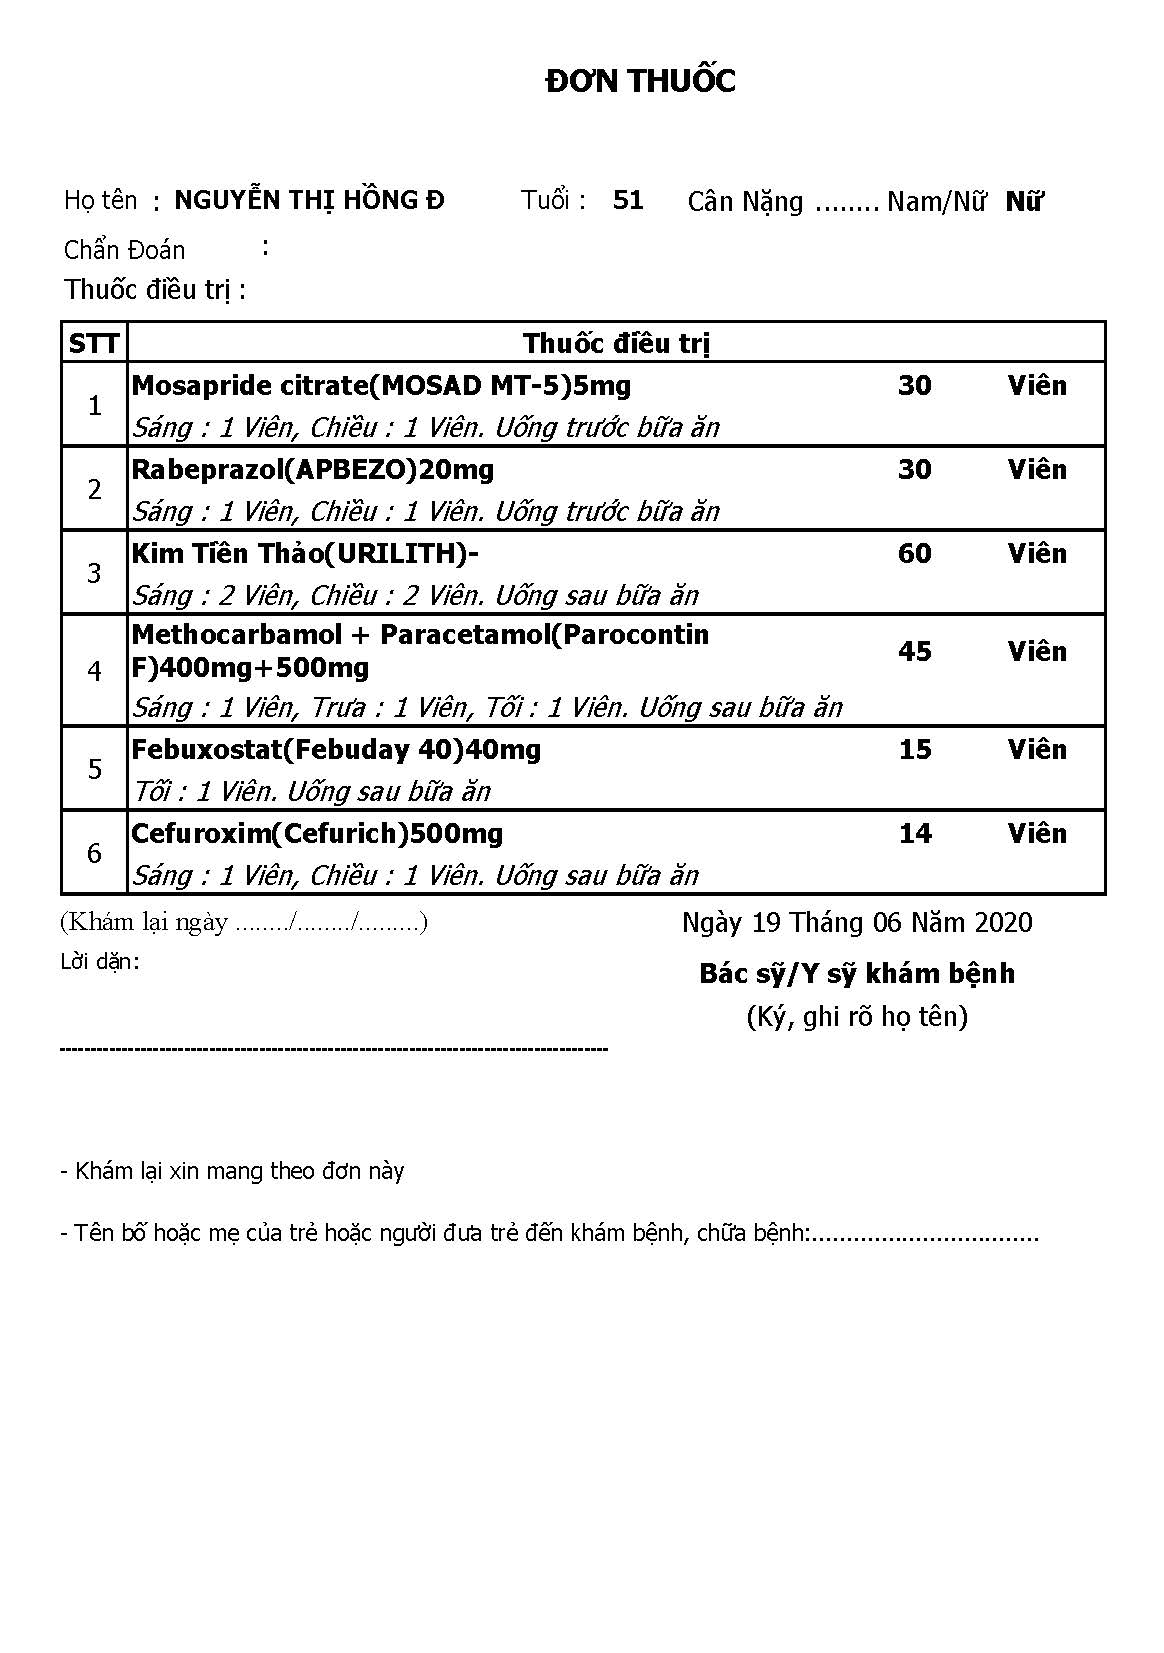 ĐƠN THUỐC
Họ tên : NGUYỄN THỊ HỒNG Đ Tuổi : 51 Cân Nặng ........ Nam/Nữ Nữ
Chẩn Đoán :
Thuốc điều trị :
STT Thuốc điều trị
1 Mosapride citrate(MOSAD MT-5)5mg 30 Viên
Sáng : 1 Viên, Chiều : 1 Viên. Uống trước bữa ăn
2 Rabeprazol(APBEZO)20mg 30 Viên
Sáng : 1 Viên, Chiều : 1 Viên. Uống trước bữa ăn
3 Kim Tiền Thảo(URILITH)- 60 Viên
Sáng : 2 Viên, Chiều : 2 Viên. Uống sau bữa ăn
4 Methocarbamol + Paracetamol(Parocontin
F)400mg+500mg 45 Viên
Sáng : 1 Viên, Trưa : 1 Viên, Tối : 1 Viên. Uống sau bữa ăn
5 Febuxostat(Febuday 40)40mg 15 Viên
Tối : 1 Viên. Uống sau bữa ăn
6 Cefuroxim(Cefurich)500mg 14 Viên
Sáng : 1 Viên, Chiều : 1 Viên. Uống sau bữa ăn
(Khám lại ngày ......../......../.........) Ngày 19 Tháng 06 Năm 2020
Lời dặn:
Bác sỹ/Y sỹ khám bệnh
(Ký, ghi rõ họ tên)
- Khám lại xin mang theo đơn này
- Tên bố hoặc mẹ của trẻ hoặc người đưa trẻ đến khám bệnh, chữa bệnh:.................................